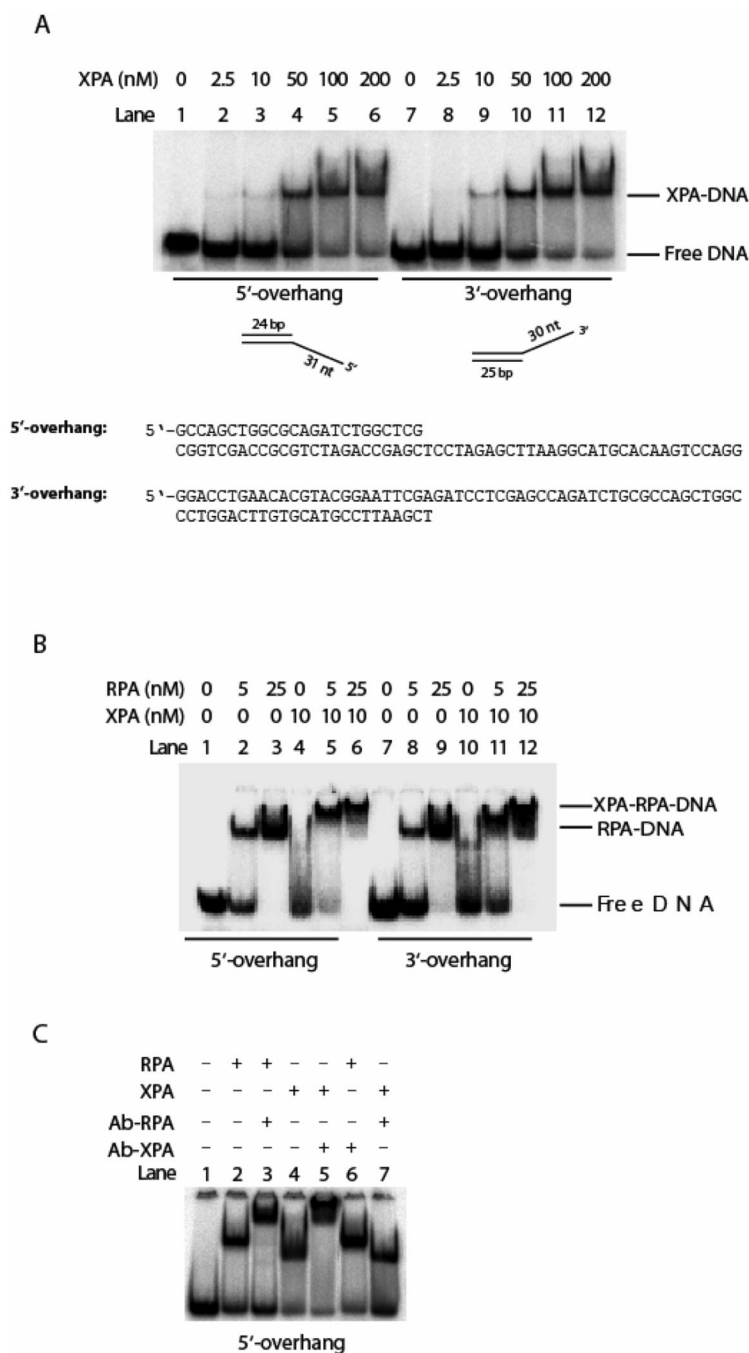 A
XPA (nM) 0 2.5 10 50 100 200 0 2.5 10 50 100 200
Lane 1 2 3 4 5 6 7 8 9 10 11 12
XPA-DNA
Free DNA
5'-overhang 3'-overhang
24 bp 31 nt 5' 30 nt 3' 25 bp
5'-overhang: 5'-GCCAGCTGGCGCAGATCTGGCTCG
CGGTCGACCGCGTCTAGACCGAGCTCCTAGAGCTTAAGGCATGCACAAGTCCAGG
3'-overhang: 5'-GGACCTGAACACGTACGGAATTCGAGATCCTCGAGCCAGATCTGCGCCAGCTGGC
CCTGGACTTGTGCATGCCTTAAGCT
B
RPA (nM) 0 5 25 0 5 25 0 5 25 0 5 25
XPA (nM) 0 0 0 10 10 10 0 0 0 10 10 10
Lane 1 2 3 4 5 6 7 8 9 10 11 12
XPA-RPA-DNA
RPA-DNA
Free DNA
5'-overhang 3'-overhang
C
RPA - + + - - + -
XPA - - - + + - +
Ab-RPA - - + - - - +
Ab-XPA - - - - + + -
Lane 1 2 3 4 5 6 7
5'-overhang